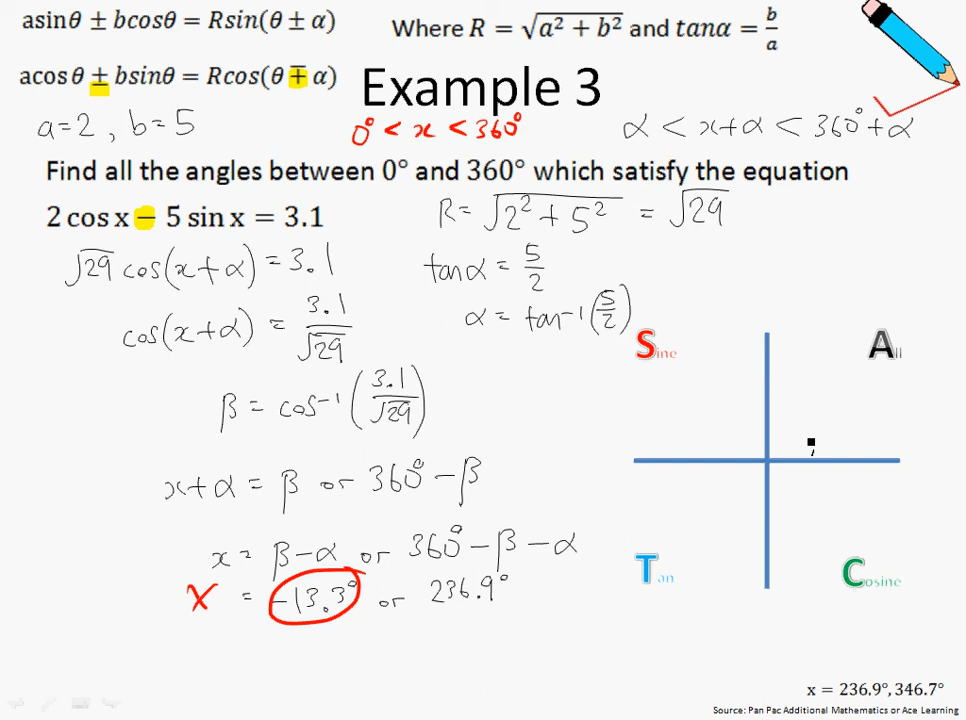 asinθ ± bcosθ = Rsin(θ ± α)
Where R = √(a² + b²) and tanα = b/a
acosθ ± bsinθ = Rcos(θ ∓ α)
Example 3
a=2 , b=5
0° < x < 360°
α < x+α < 360°+α
Find all the angles between 0° and 360° which satisfy the equation
2 cos x − 5 sin x = 3.1
R = √(2² + 5²) = √29
√29 cos(x+α) = 3.1
tanα = 5/2
cos(x+α) = 3.1/√29
α = tan⁻¹(5/2)
Sine
All
β = cos⁻¹(3.1/√29)
x+α = β or 360° − β
x = β−α or 360° − β − α
Tan
Cosine
X = −13.3° or 236.9°
x = 236.9°, 346.7°
Source: Pan Pac Additional Mathematics or Ace Learning